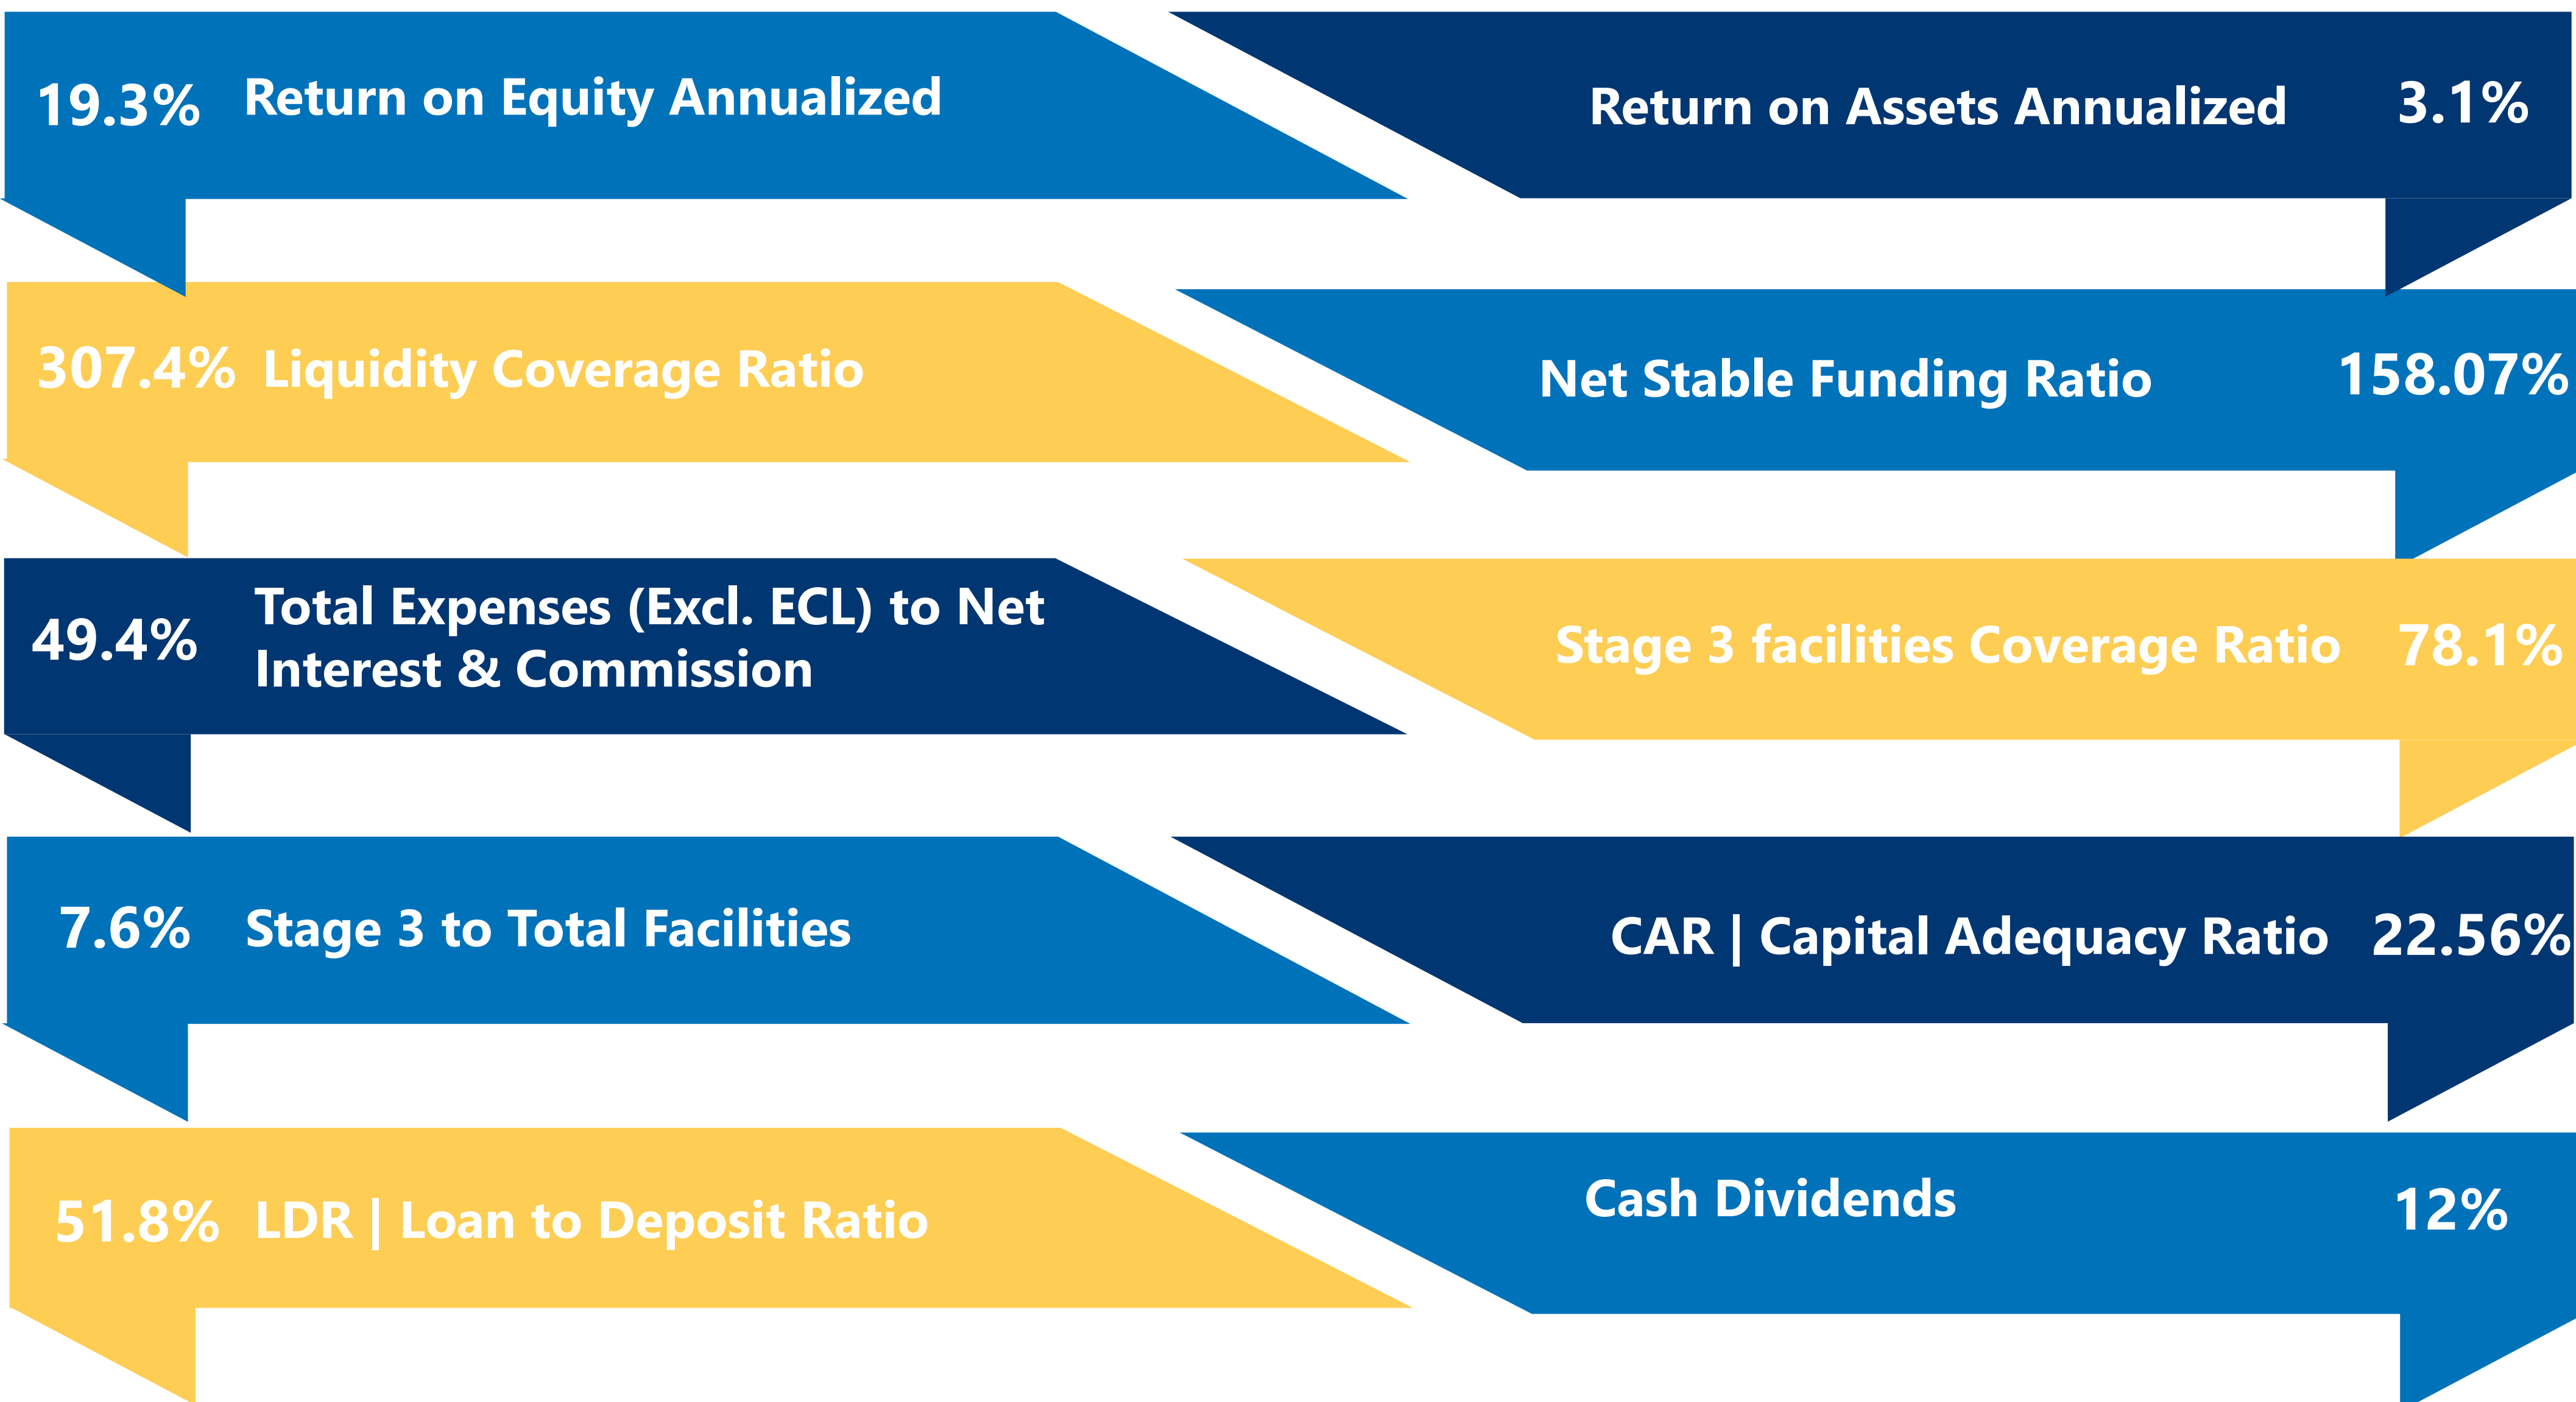 19.3% Return on Equity Annualized
Return on Assets Annualized 3.1%
307.4% Liquidity Coverage Ratio
Net Stable Funding Ratio 158.07%
49.4% Total Expenses (Excl. ECL) to Net
Interest & Commission
Stage 3 facilities Coverage Ratio 78.1%
7.6% Stage 3 to Total Facilities
CAR | Capital Adequacy Ratio 22.56%
51.8% LDR | Loan to Deposit Ratio
Cash Dividends 12%